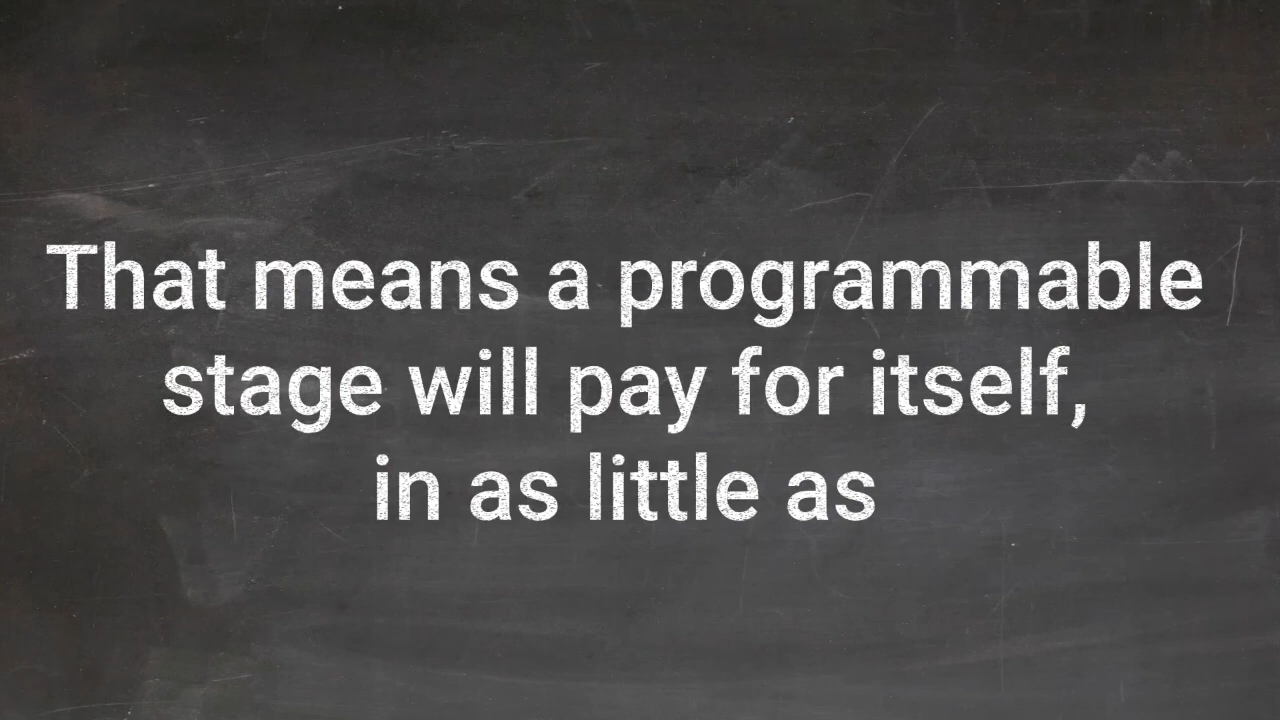 That means a programmable
stage will pay for itself,
in as little as